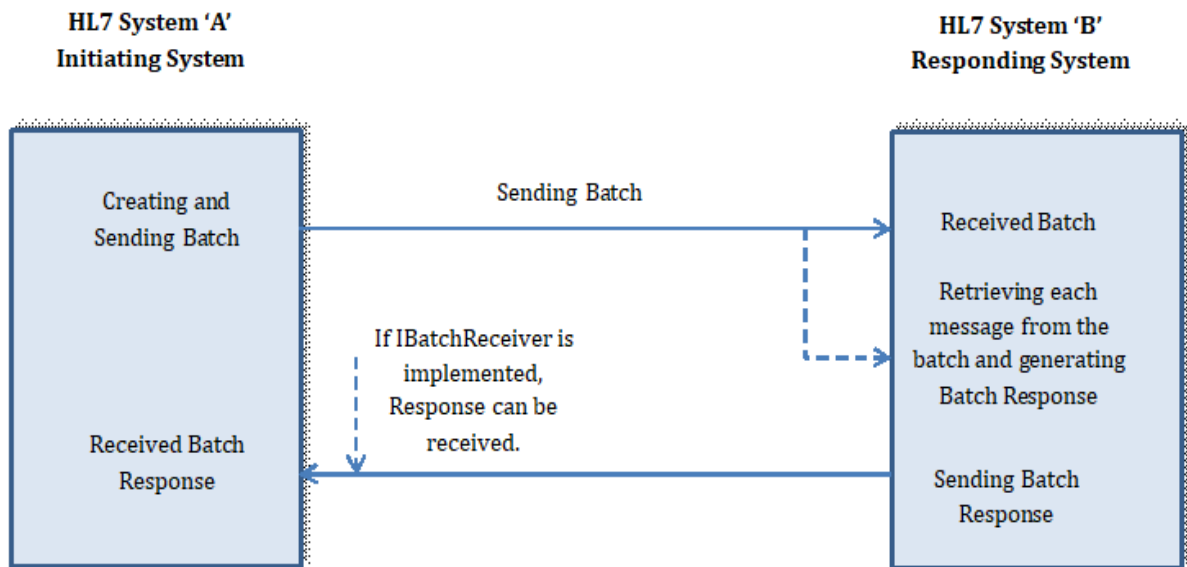 HL7 System ‘A’
Initiating System
HL7 System ‘B’
Responding System
Creating and
Sending Batch
Sending Batch
Received Batch
Retrieving each
message from the
batch and generating
Batch Response
If IBatchReceiver is
implemented,
Response can be
received.
Received Batch
Response
Sending Batch
Response